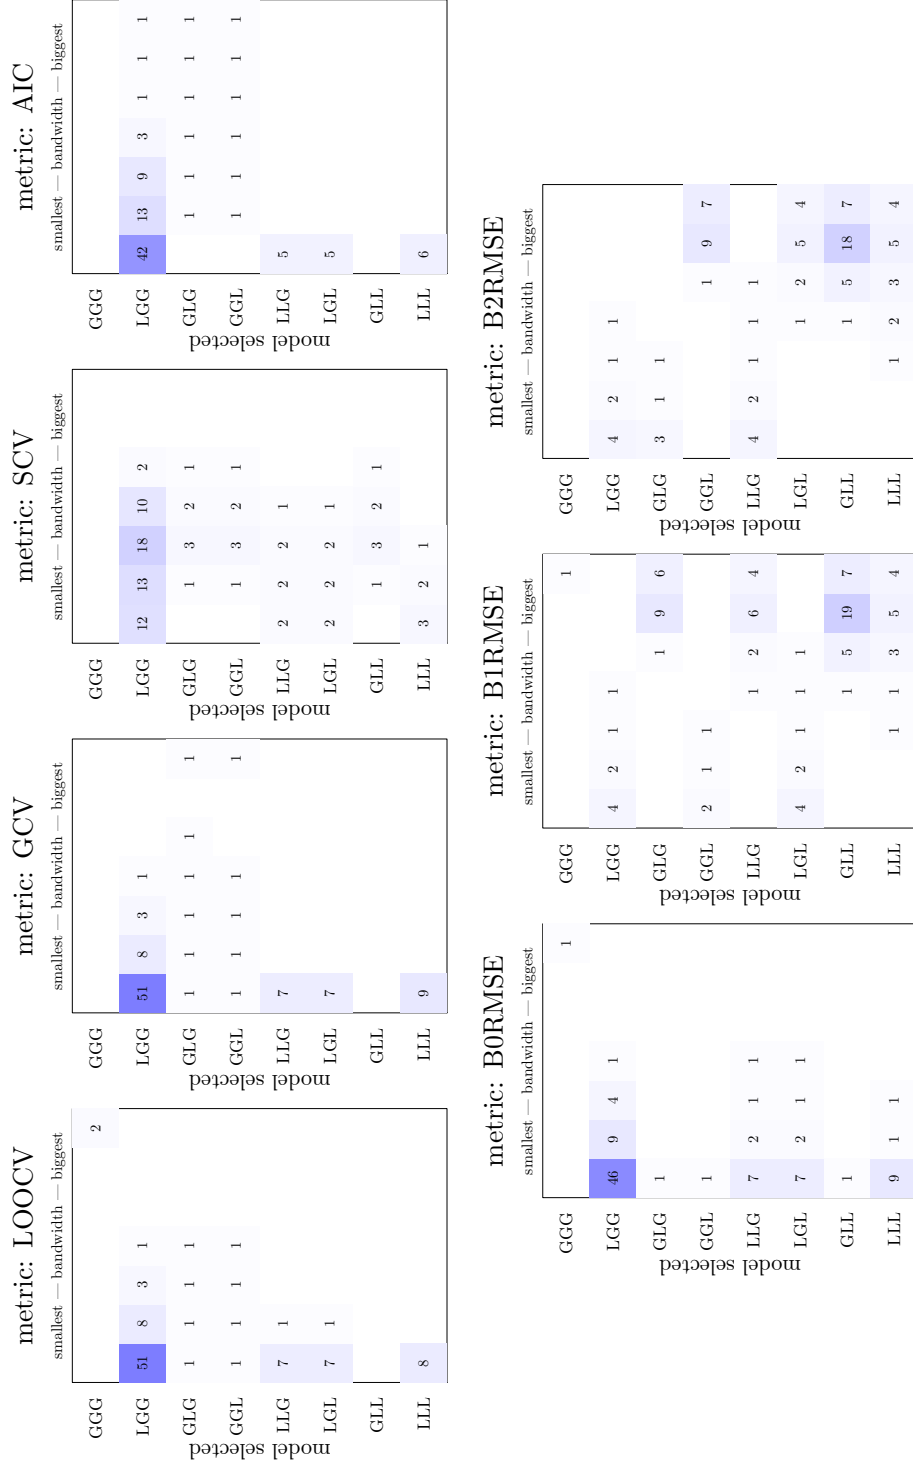 metric: LOOCV
smallest — bandwidth — biggest
model selected
GGG 2
LGG 51 8 3 1
GLG 1 1 1 1
GGL 1 1 1 1
LLG 7 1
LGL 7 1
GLL
LLL 8
metric: GCV
smallest — bandwidth — biggest
model selected
GGG
LGG 51 8 3 1
GLG 1 1 1 1 1 1
GGL 1 1 1 1 1
LLG 7
LGL 7
GLL
LLL 9
metric: SCV
smallest — bandwidth — biggest
model selected
GGG
LGG 12 13 18 10 2
GLG 1 3 2 1
GGL 1 3 2 1
LLG 2 2 2 1
LGL 2 2 2 1
GLL 1 3 2 1
LLL 3 2 1
metric: AIC
smallest — bandwidth — biggest
model selected
GGG
LGG 42 13 9 3 1 1 1
GLG 1 1 1 1 1 1
GGL 1 1 1 1 1 1
LLG 5
LGL 5
GLL
LLL 6
metric: B0RMSE
smallest — bandwidth — biggest
model selected
GGG 1
LGG 46 9 4 1
GLG 1
GGL 1
LLG 7 2 1 1
LGL 7 2 1 1
GLL 1
LLL 9 1 1
metric: B1RMSE
smallest — bandwidth — biggest
model selected
GGG 1
LGG 4 2 1 1
GLG 1 9 6
GGL 2 1 1
LLG 1 2 6 4
LGL 4 2 1 1 1
GLL 1 5 19 7
LLL 1 1 3 5 4
metric: B2RMSE
smallest — bandwidth — biggest
model selected
GGG
LGG 4 2 1 1
GLG 3 1 1
GGL 1 9 7
LLG 4 2 1 1 1
LGL 1 2 5 4
GLL 1 5 18 7
LLL 1 2 3 5 4